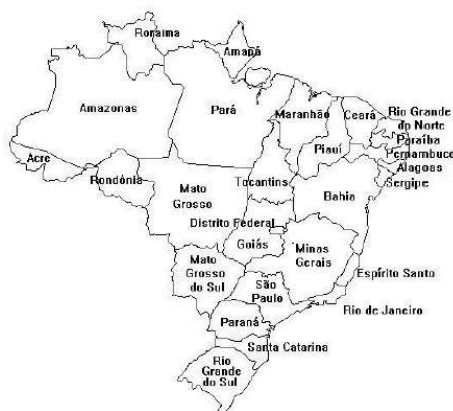 Roraima
Amapá
Amazonas
Pará
Maranhão
Ceará
Rio Grande
do Norte
Paraíba
Piauí
Pernambuco
Acre
Alagoas
Rondônia
Tocantins
Sergipe
Mato
Grosso
Bahia
Distrito Federal
Goiás
Minas
Gerais
Mato
Grosso
do Sul
Espírito Santo
São
Paulo
Rio de Janeiro
Paraná
Santa Catarina
Rio
Grande
do Sul